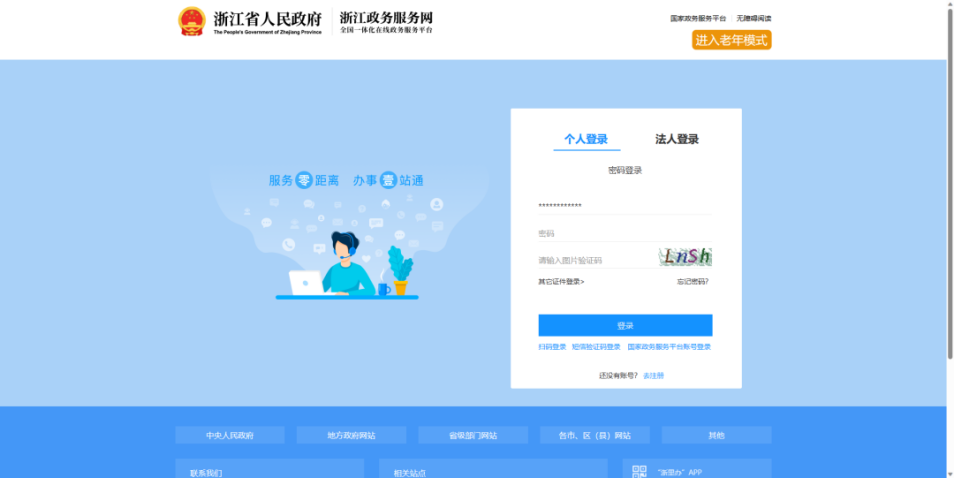 浙江省人民政府
The People's Government of Zhejiang Province
浙江政务服务网
全国一体化在线政务服务平台
国家政务服务平台
无障碍阅读
进入老年模式
服务零距离 办事壹站通
个人登录
法人登录
密码登录
************
密码
请输入图片验证码
LnSh
其它证件登录>
忘记密码?
登录
扫码登录 短信验证码登录 国家政务服务平台账号登录
还没有账号? 去注册
中央人民政府
地方政府网站
省级部门网站
各市、区（县）网站
其他
联系我们
相关站点
“浙里办” APP